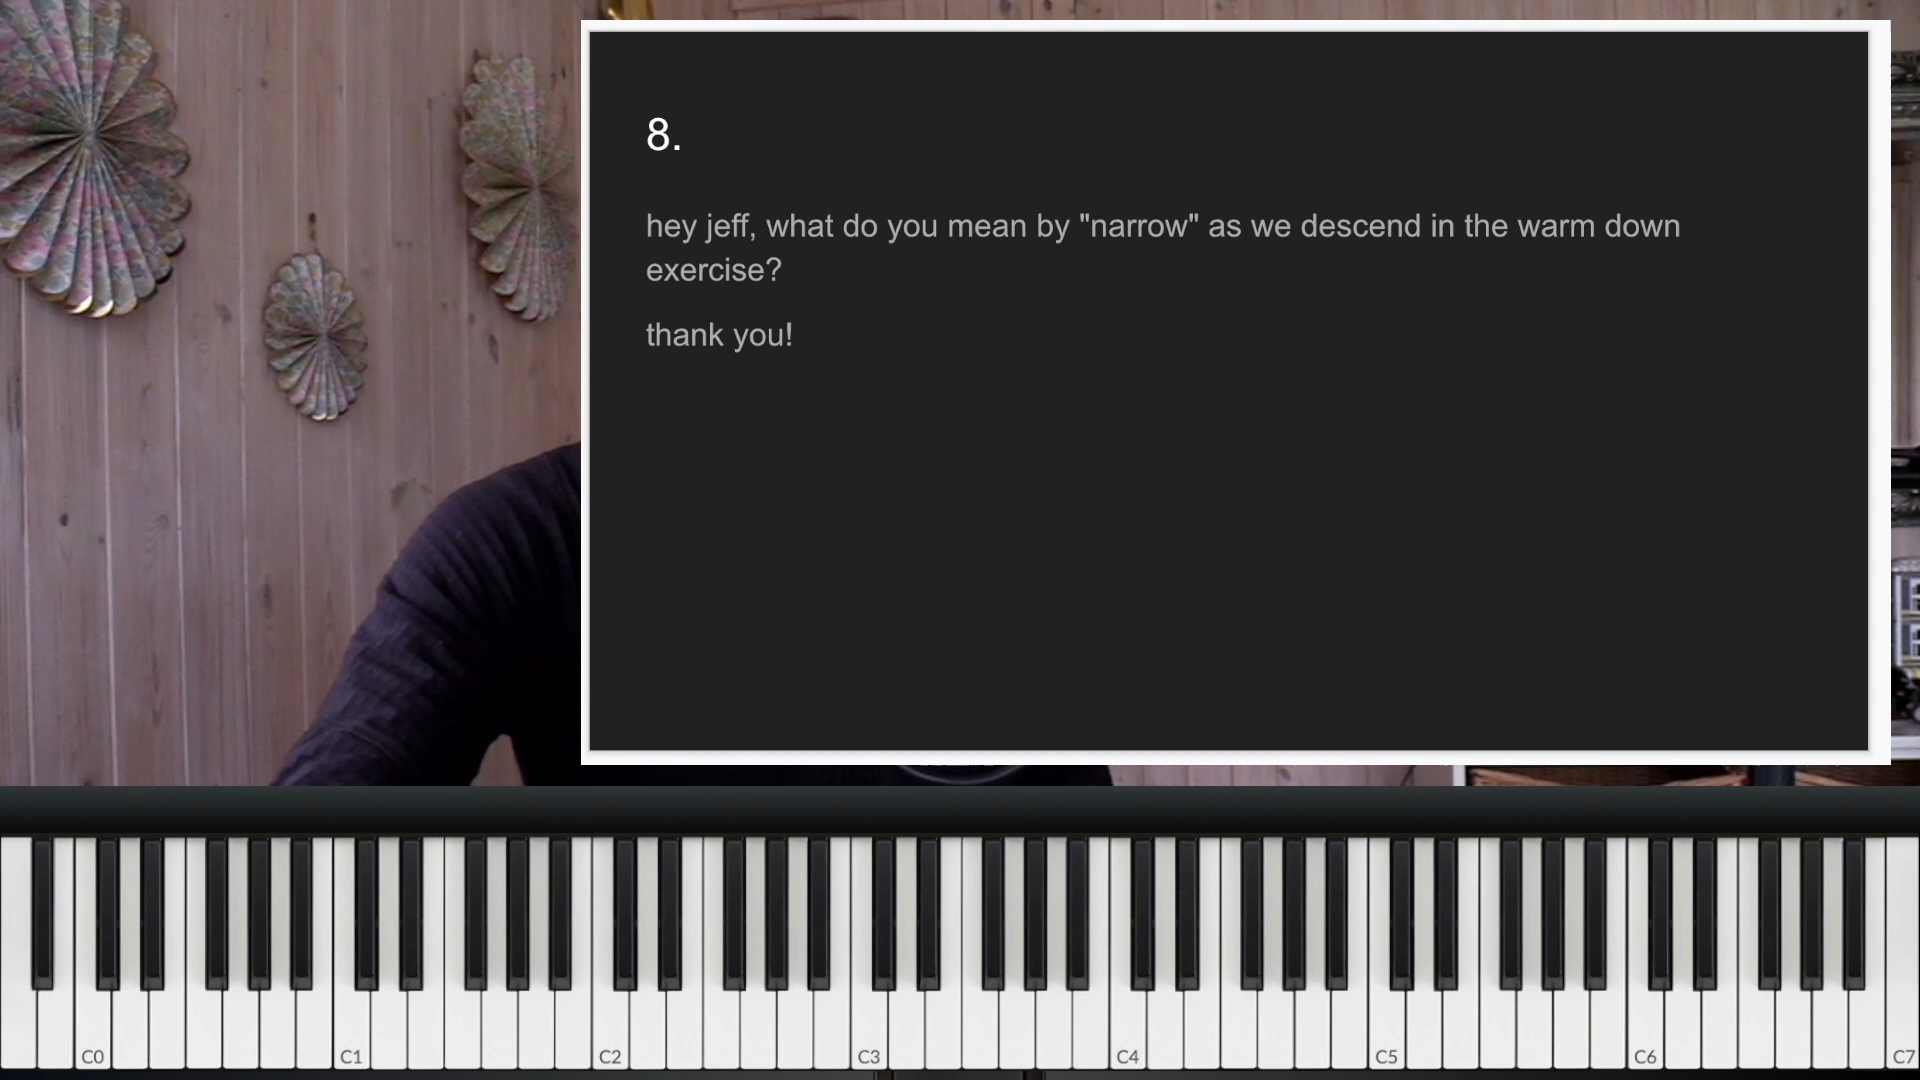 8.
hey jeff, what do you mean by "narrow" as we descend in the warm down
exercise?
thank you!
C0 C1 C2 C3 C4 C5 C6 C7